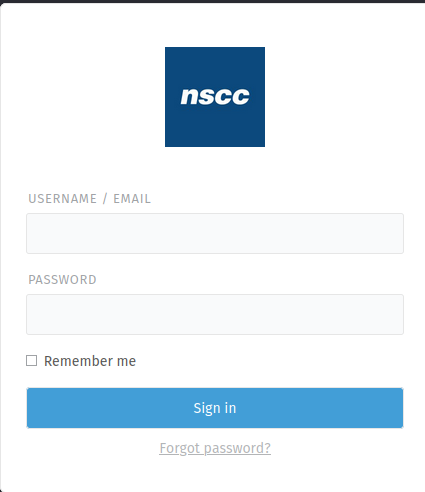 nscc
USERNAME / EMAIL
PASSWORD
Remember me
Sign in
Forgot password?